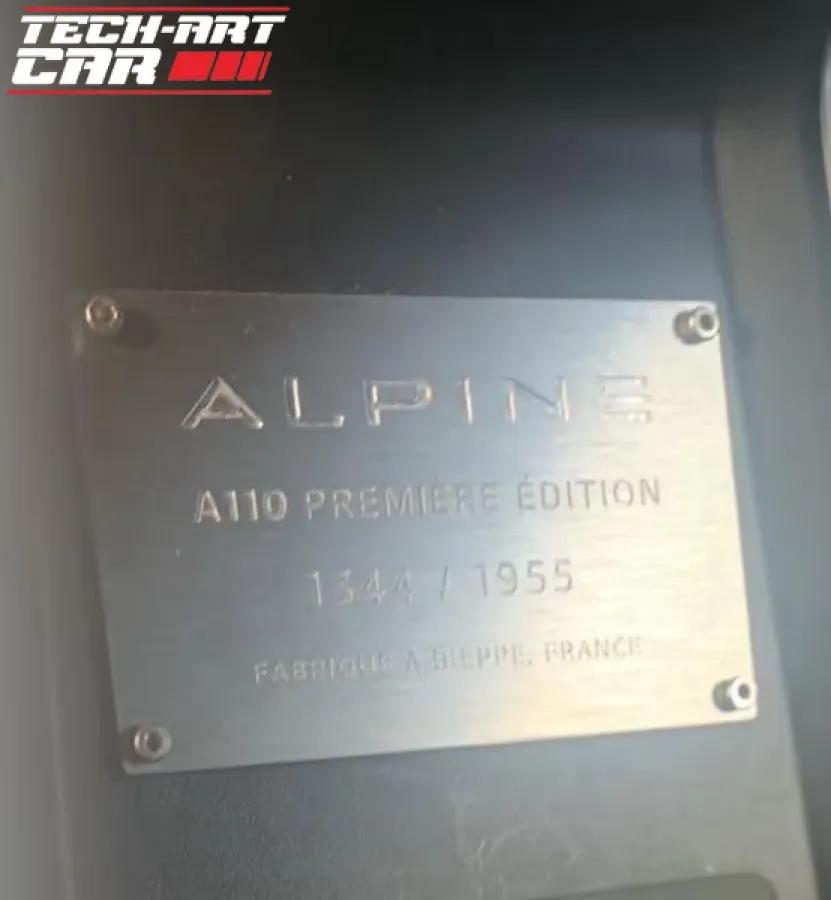 TECH-ART
CAR
ALPINE
A110 PREMIÈRE ÉDITION
1344 / 1955
FABRIQUÉ À DIEPPE, FRANCE